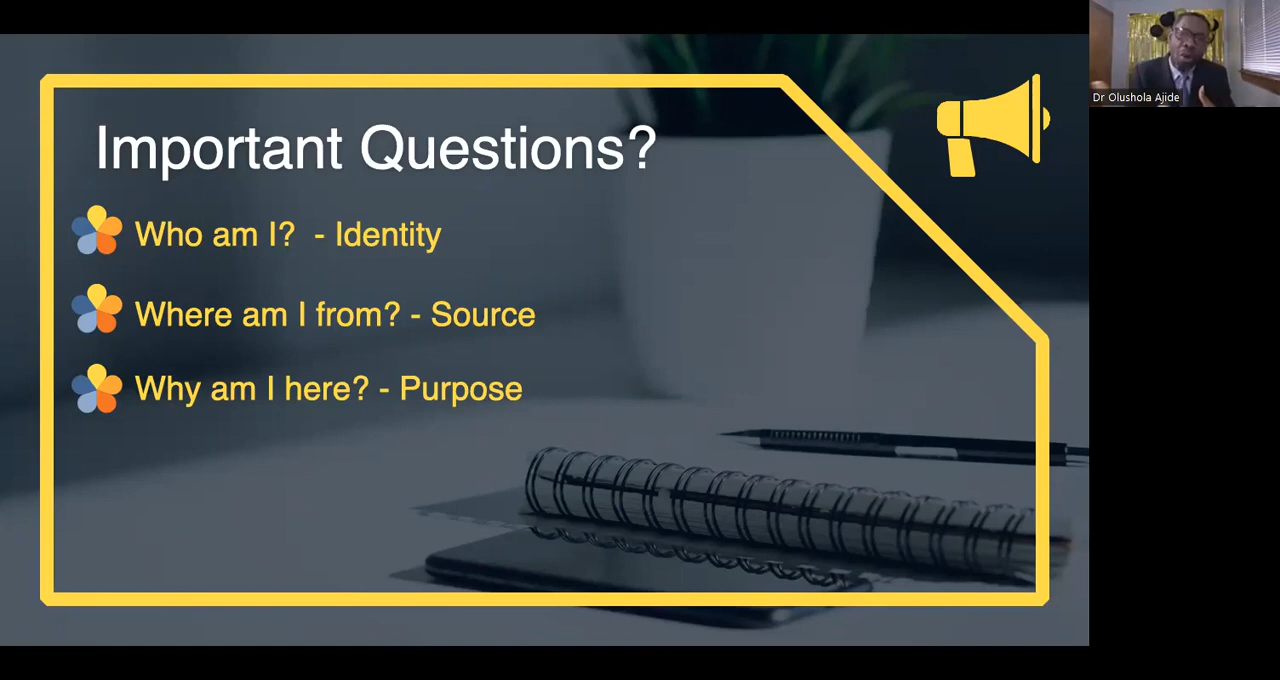 Important Questions?
Who am I?  - Identity
Where am I from? - Source
Why am I here? - Purpose
Dr Olushola Ajide